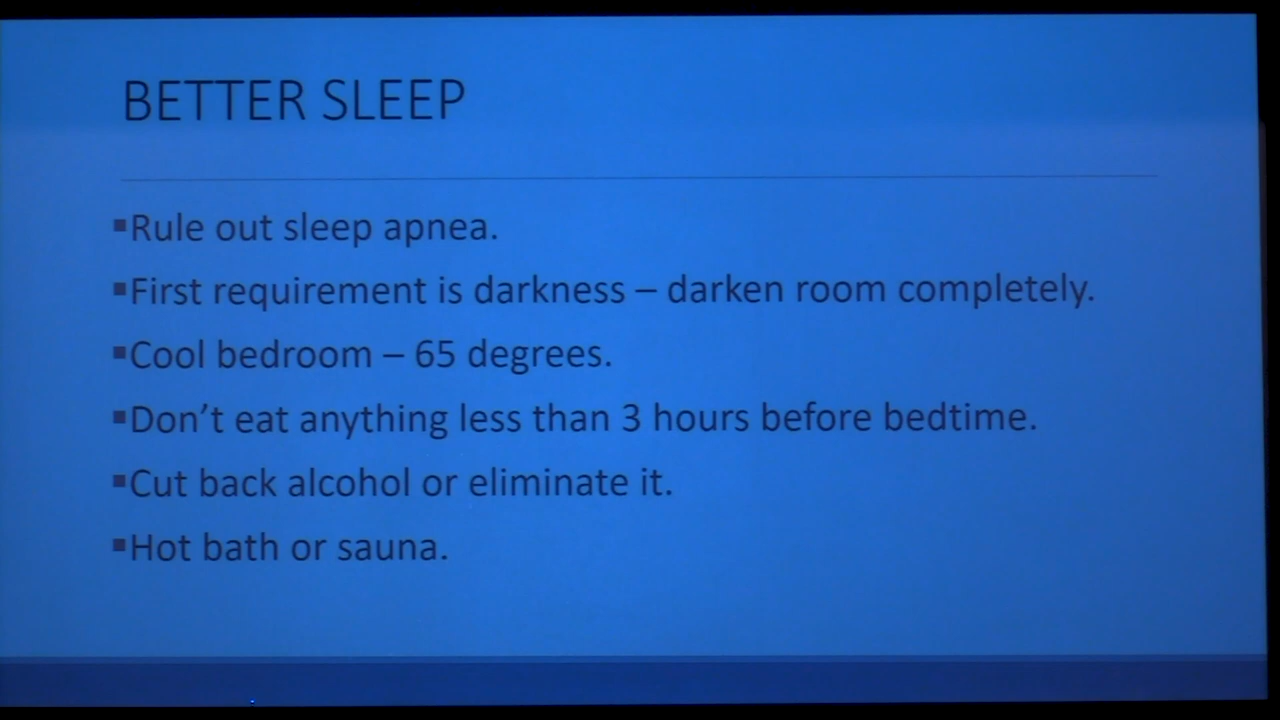 BETTER SLEEP
▪Rule out sleep apnea.
▪First requirement is darkness – darken room completely.
▪Cool bedroom – 65 degrees.
▪Don’t eat anything less than 3 hours before bedtime.
▪Cut back alcohol or eliminate it.
▪Hot bath or sauna.